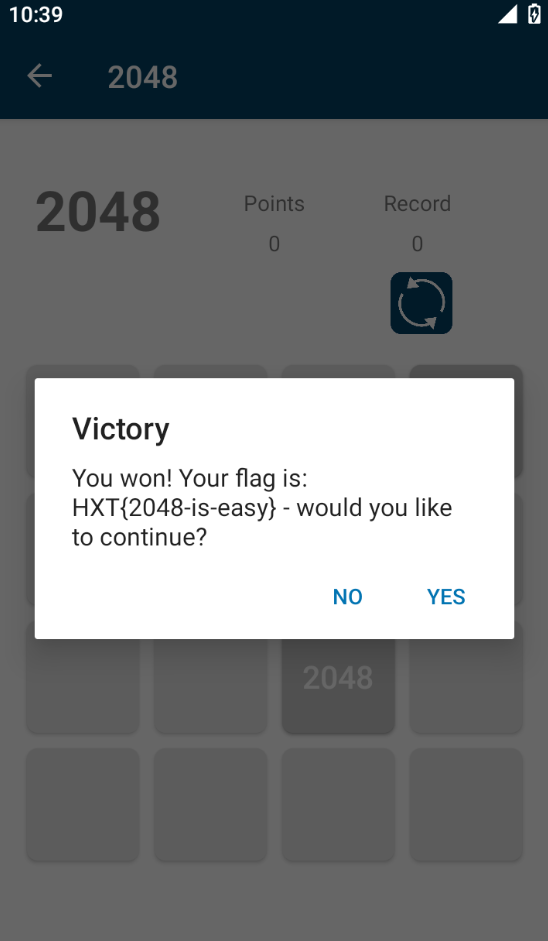 10:39
2048
2048
Points
Record
0
0
Victory
You won! Your flag is:
HXT{2048-is-easy} - would you like
to continue?
NO
YES
2048